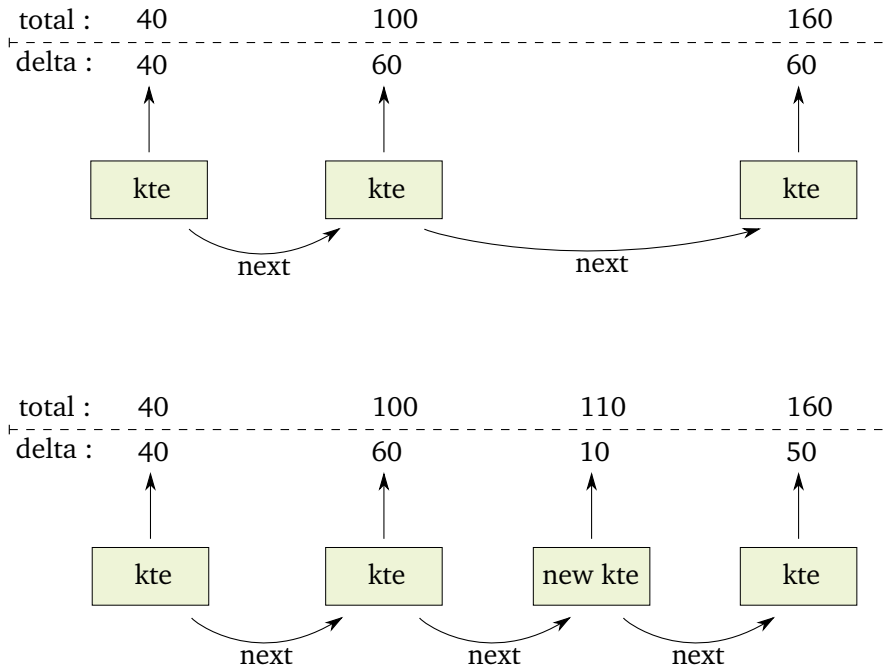 total : 40 100 160
delta : 40 60 60
kte kte kte
next next
total : 40 100 110 160
delta : 40 60 10 50
kte kte new kte kte
next next next